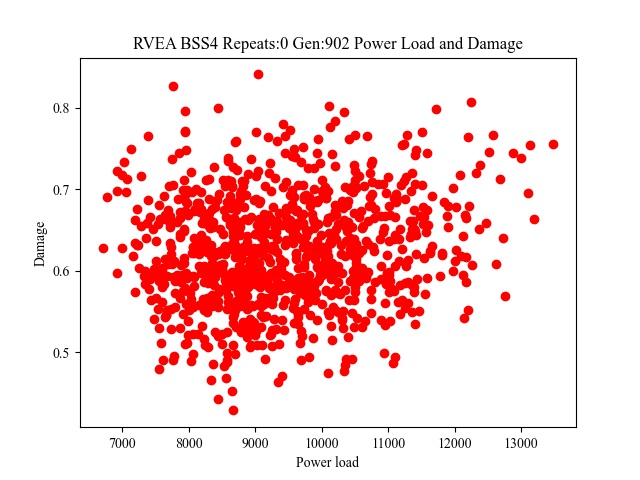 RVEA BSS4 Repeats:0 Gen:902 Power Load and Damage
0.8
0.7
0.6
0.5
Damage
7000 8000 9000 10000 11000 12000 13000
Power load